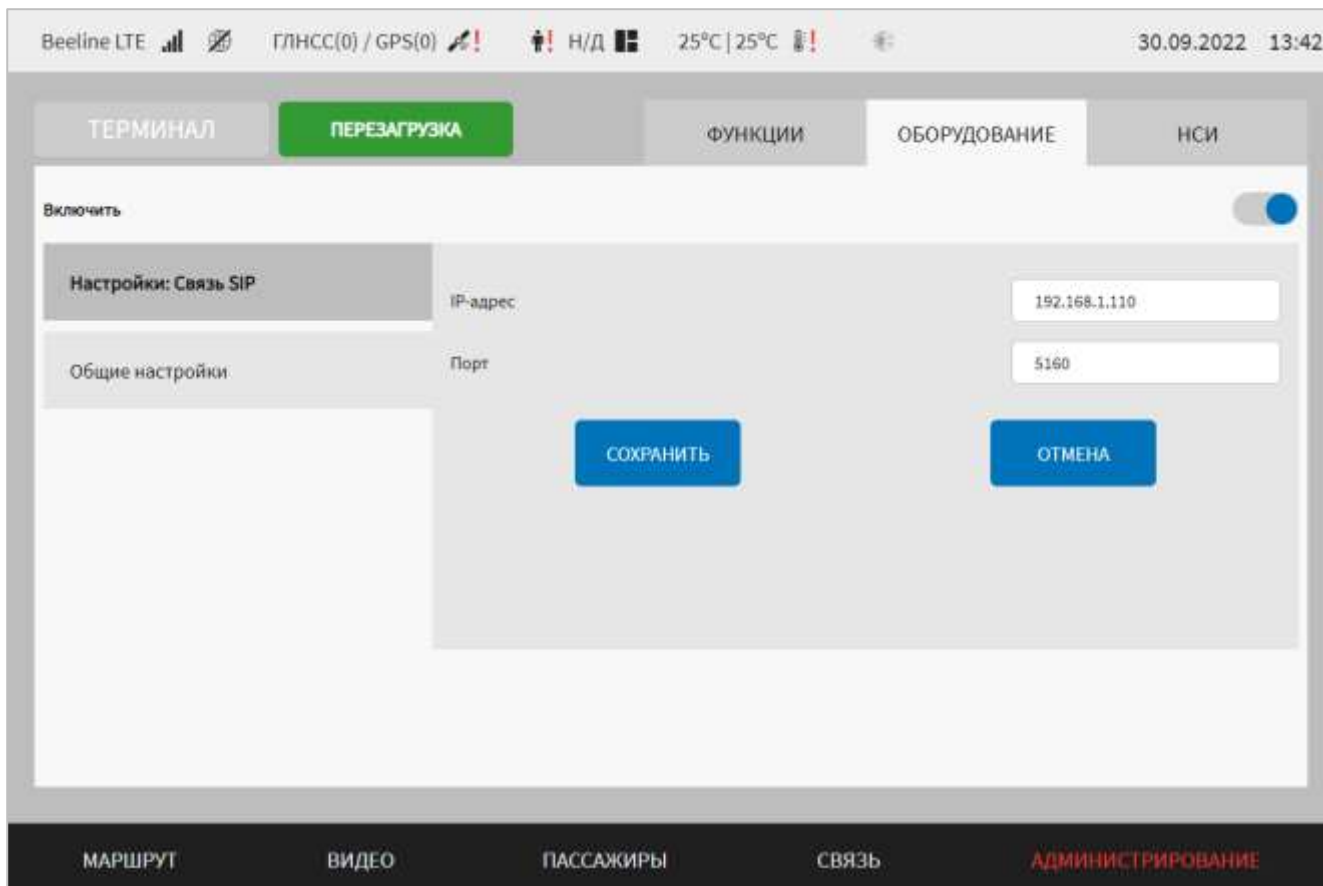 Beeline LTE ГЛНСС(0) / GPS(0) ! ! Н/Д 25°C | 25°C ! 30.09.2022 13:42
ТЕРМИНАЛ ПЕРЕЗАГРУЗКА ФУНКЦИИ ОБОРУДОВАНИЕ НСИ
Включить
Настройки: Связь SIP
IP-адрес 192.168.1.110
Общие настройки
Порт 5160
СОХРАНИТЬ ОТМЕНА
МАРШРУТ ВИДЕО ПАССАЖИРЫ СВЯЗЬ АДМИНИСТРИРОВАНИЕ